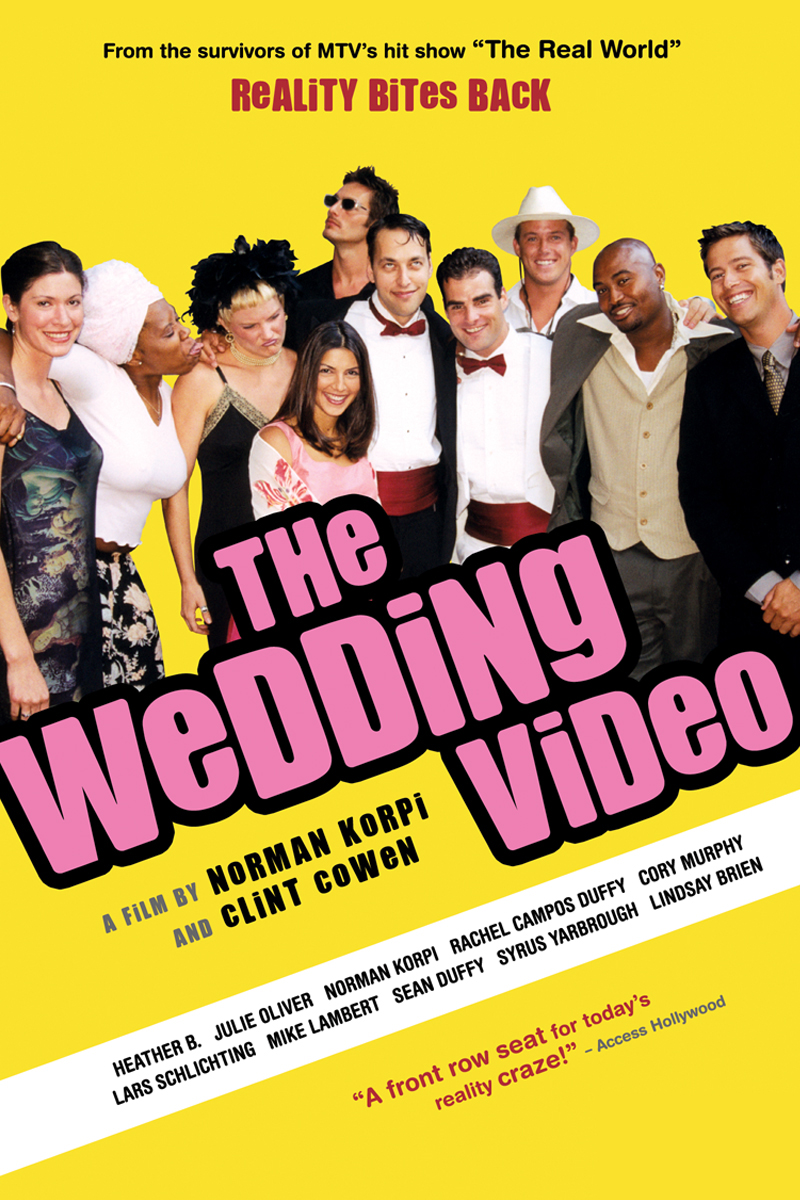 From the survivors of MTV's hit show “The Real World”
ReALiTY BiTes BACK
THe
WeDDiNg
ViDeo
A FiLM BY NoRMAN KoRPi
AND CLiNT CoWeN
HEATHER B. JULIE OLIVER NORMAN KORPI RACHEL CAMPOS DUFFY CORY MURPHY
LARS SCHLICHTING MIKE LAMBERT SEAN DUFFY SYRUS YARBROUGH LINDSAY BRIEN
“A front row seat for today's
reality craze!” – Access Hollywood